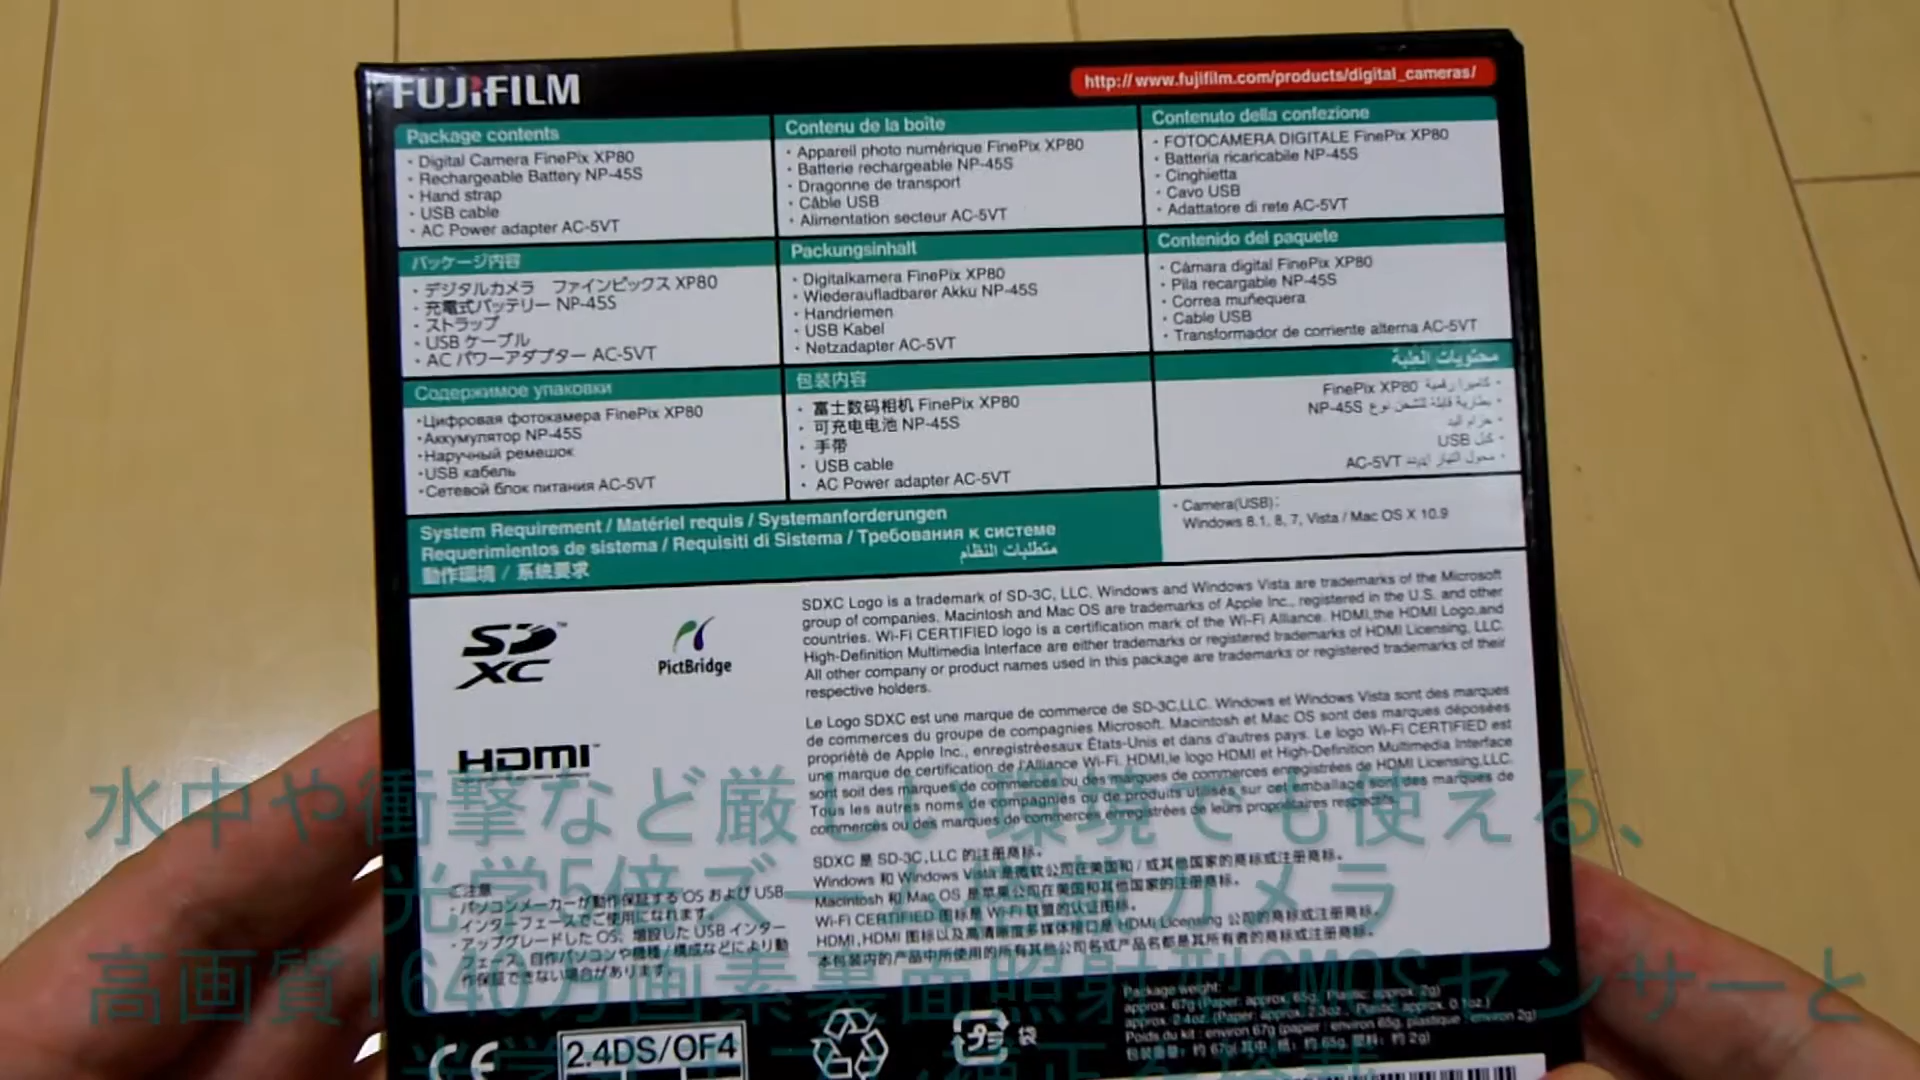 FUJIFILM
http://www.fujifilm.com/products/digital_cameras/
Package contents
・Digital Camera FinePix XP80
・Rechargeable Battery NP-45S
・Hand strap
・USB cable
・AC Power adapter AC-5VT
Contenu de la boîte
・Appareil photo numérique FinePix XP80
・Batterie rechargeable NP-45S
・Dragonne de transport
・Câble USB
・Alimentation secteur AC-5VT
Contenuto della confezione
・FOTOCAMERA DIGITALE FinePix XP80
・Batteria ricaricabile NP-45S
・Cinghietta
・Cavo USB
・Adattatore di rete AC-5VT
パッケージ内容
・デジタルカメラ ファインピックス XP80
・充電式バッテリー NP-45S
・ストラップ
・USB ケーブル
・AC パワーアダプター AC-5VT
Packungsinhalt
・Digitalkamera FinePix XP80
・Wiederaufladbarer Akku NP-45S
・Handriemen
・USB Kabel
・Netzadapter AC-5VT
Contenido del paquete
・Cámara digital FinePix XP80
・Pila recargable NP-45S
・Correa muñequera
・Cable USB
・Transformador de corriente alterna AC-5VT
Содержимое упаковки
・Цифровая фотокамера FinePix XP80
・Аккумулятор NP-45S
・Наручный ремешок
・USB кабель
・Сетевой блок питания AC-5VT
包装内容
・富士数码相机 FinePix XP80
・可充电电池 NP-45S
・手带
・USB cable
・AC Power adapter AC-5VT
محتويات العلبة
・كاميرا رقمية FinePix XP80
・بطارية قابلة للشحن نوع NP-45S
・حزام اليد
・كبل USB
・محول التيار AC-5VT
System Requirement / Matériel requis / Systemanforderungen
Requerimientos de sistema / Requisiti di Sistema / Требования к системе
متطلبات النظام
動作環境 / 系統要求
・Camera(USB):
Windows 8.1, 8, 7, Vista / Mac OS X 10.9
SD XC™
PictBridge
HDMI™
SDXC Logo is a trademark of SD-3C, LLC. Windows and Windows Vista are trademarks of the Microsoft
group of companies. Macintosh and Mac OS are trademarks of Apple Inc., registered in the U.S. and other
countries. Wi-Fi CERTIFIED logo is a certification mark of the Wi-Fi Alliance. HDMI,the HDMI Logo,and
High-Definition Multimedia Interface are either trademarks or registered trademarks of HDMI Licensing, LLC.
All other company or product names used in this package are trademarks or registered trademarks of their
respective holders.
Le Logo SDXC est une marque de commerce de SD-3C,LLC. Windows et Windows Vista sont des marques
de commerces du groupe de compagnies Microsoft. Macintosh et Mac OS sont des marques déposées
propriété de Apple Inc., enregistréesaux États-Unis et dans d'autres pays. Le logo Wi-Fi CERTIFIED est
une marque de certification de l'Alliance Wi-Fi. HDMI,le logo HDMI et High-Definition Multimedia Interface
sont soit des marques de commerces ou des marques de commerces enregistrées de HDMI Licensing,LLC.
Tous les autres noms de compagnies ou de produits utilisés sur cet emballage sont des marques de
commerces ou des marques de commerces enregistrées de leurs propriétaires respectifs.
SDXC 是 SD-3C,LLC 的注册商标。
Windows 和 Windows Vista 是微软公司在美国和 / 或其他国家的商标或注册商标。
Macintosh 和 Mac OS 是苹果公司在美国和其他国家的注册商标。
Wi-Fi CERTIFIED 图标是 Wi-Fi 联盟的认证图标。
HDMI,HDMI 图标以及高清晰度多媒体接口是 HDMI Licensing 公司的商标或注册商标。
本包装内的产品中所使用的所有其他公司名或产品名都是其所有者的商标或注册商标。
ご注意
・パソコンメーカーが動作保証する OS および USB
インターフェースでご使用になれます。
・アップグレードした OS、増設した USB インター
フェース、自作パソコンや機種 / 構成などにより動
作保証できない場合があります。
水中や衝撃など厳しい環境でも使える、
光学5倍ズーム防水カメラ
高画質1640万画素裏面照射型CMOSセンサーと
Package weight:
approx. 67g (Paper: approx. 65g, Plastic: approx. 2g)
approx. 2.4oz. (Paper: approx. 2.3oz., Plastic: approx. 0.1oz.)
Poids du kit : environ 67g (papier : environ 65g, plastique : environ 2g)
包装重量: 约 67g( 其中, 纸: 约 65g, 塑料: 约 2g)
CE
2.4DS/OF4